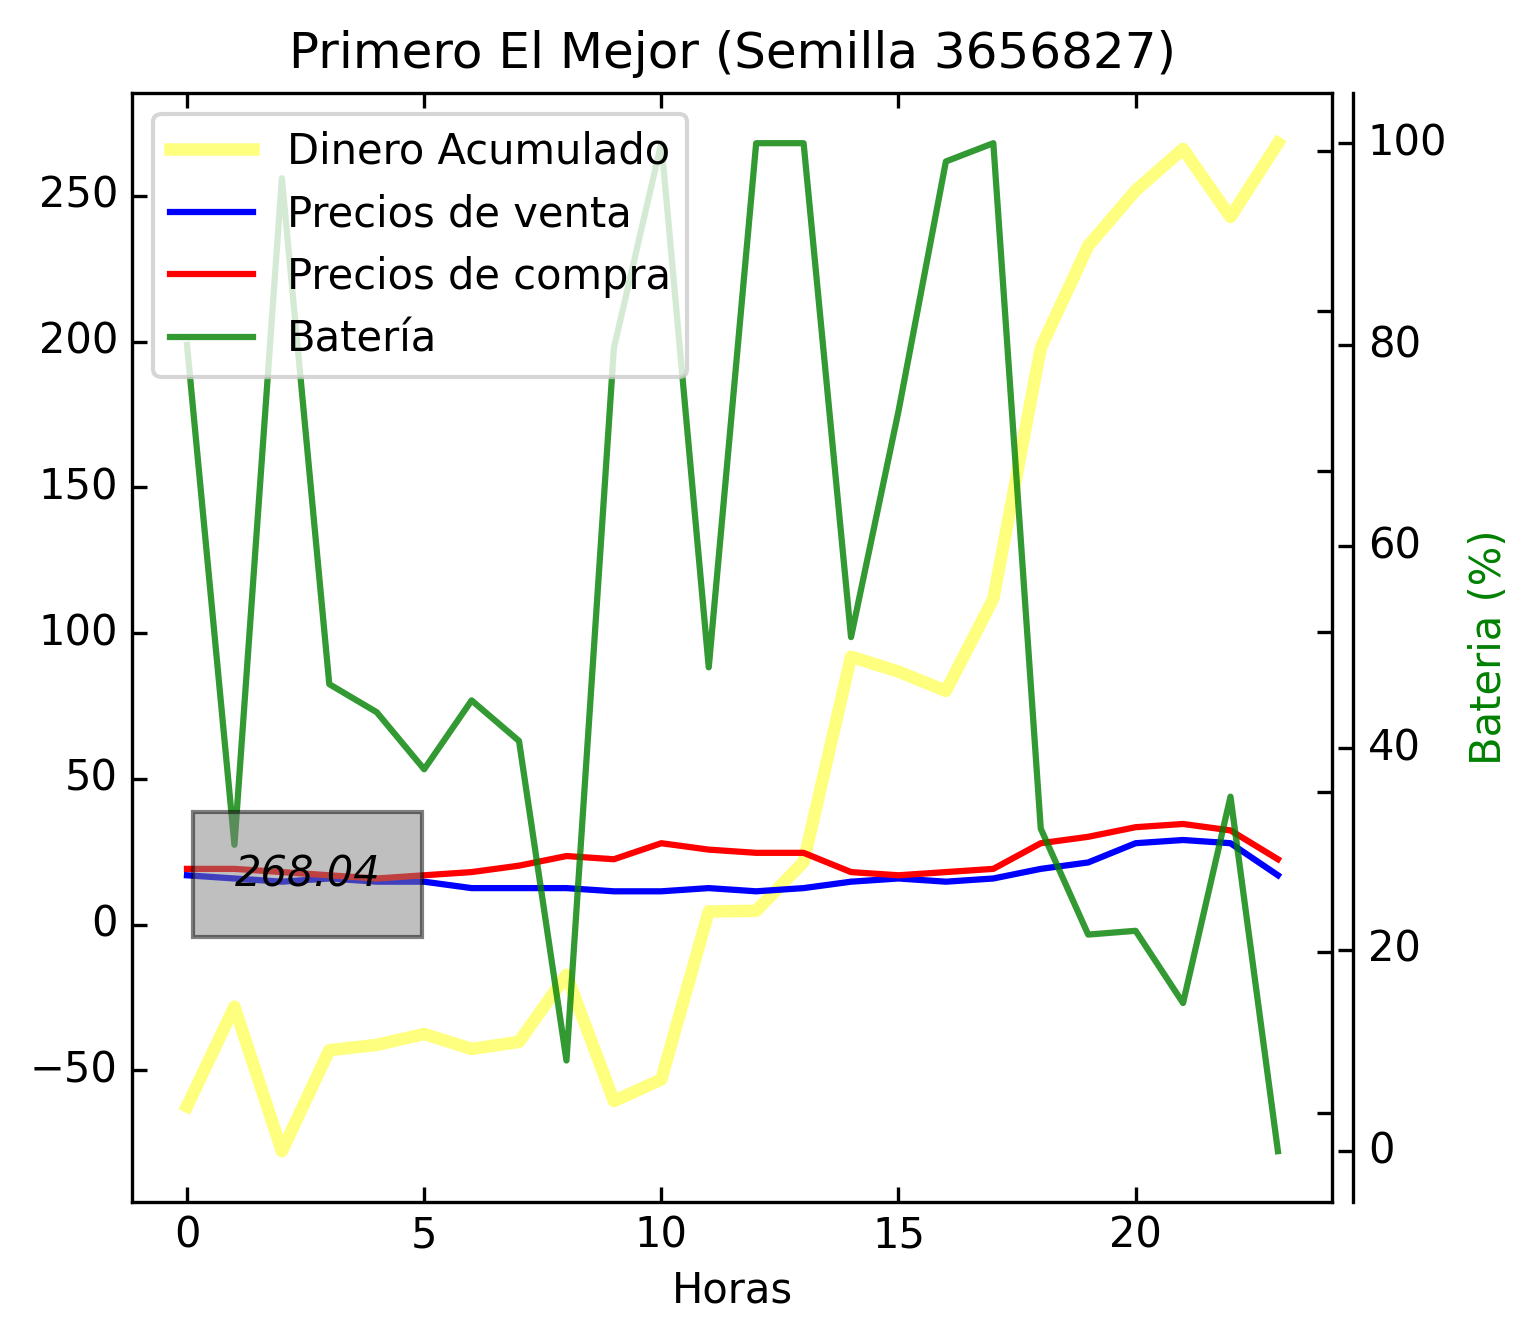 Primero El Mejor (Semilla 3656827)
Dinero Acumulado
Precios de venta
Precios de compra
Batería
250
200
150
100
50
0
−50
268.04
100
80
60
40
20
0
Bateria (%)
0 5 10 15 20
Horas